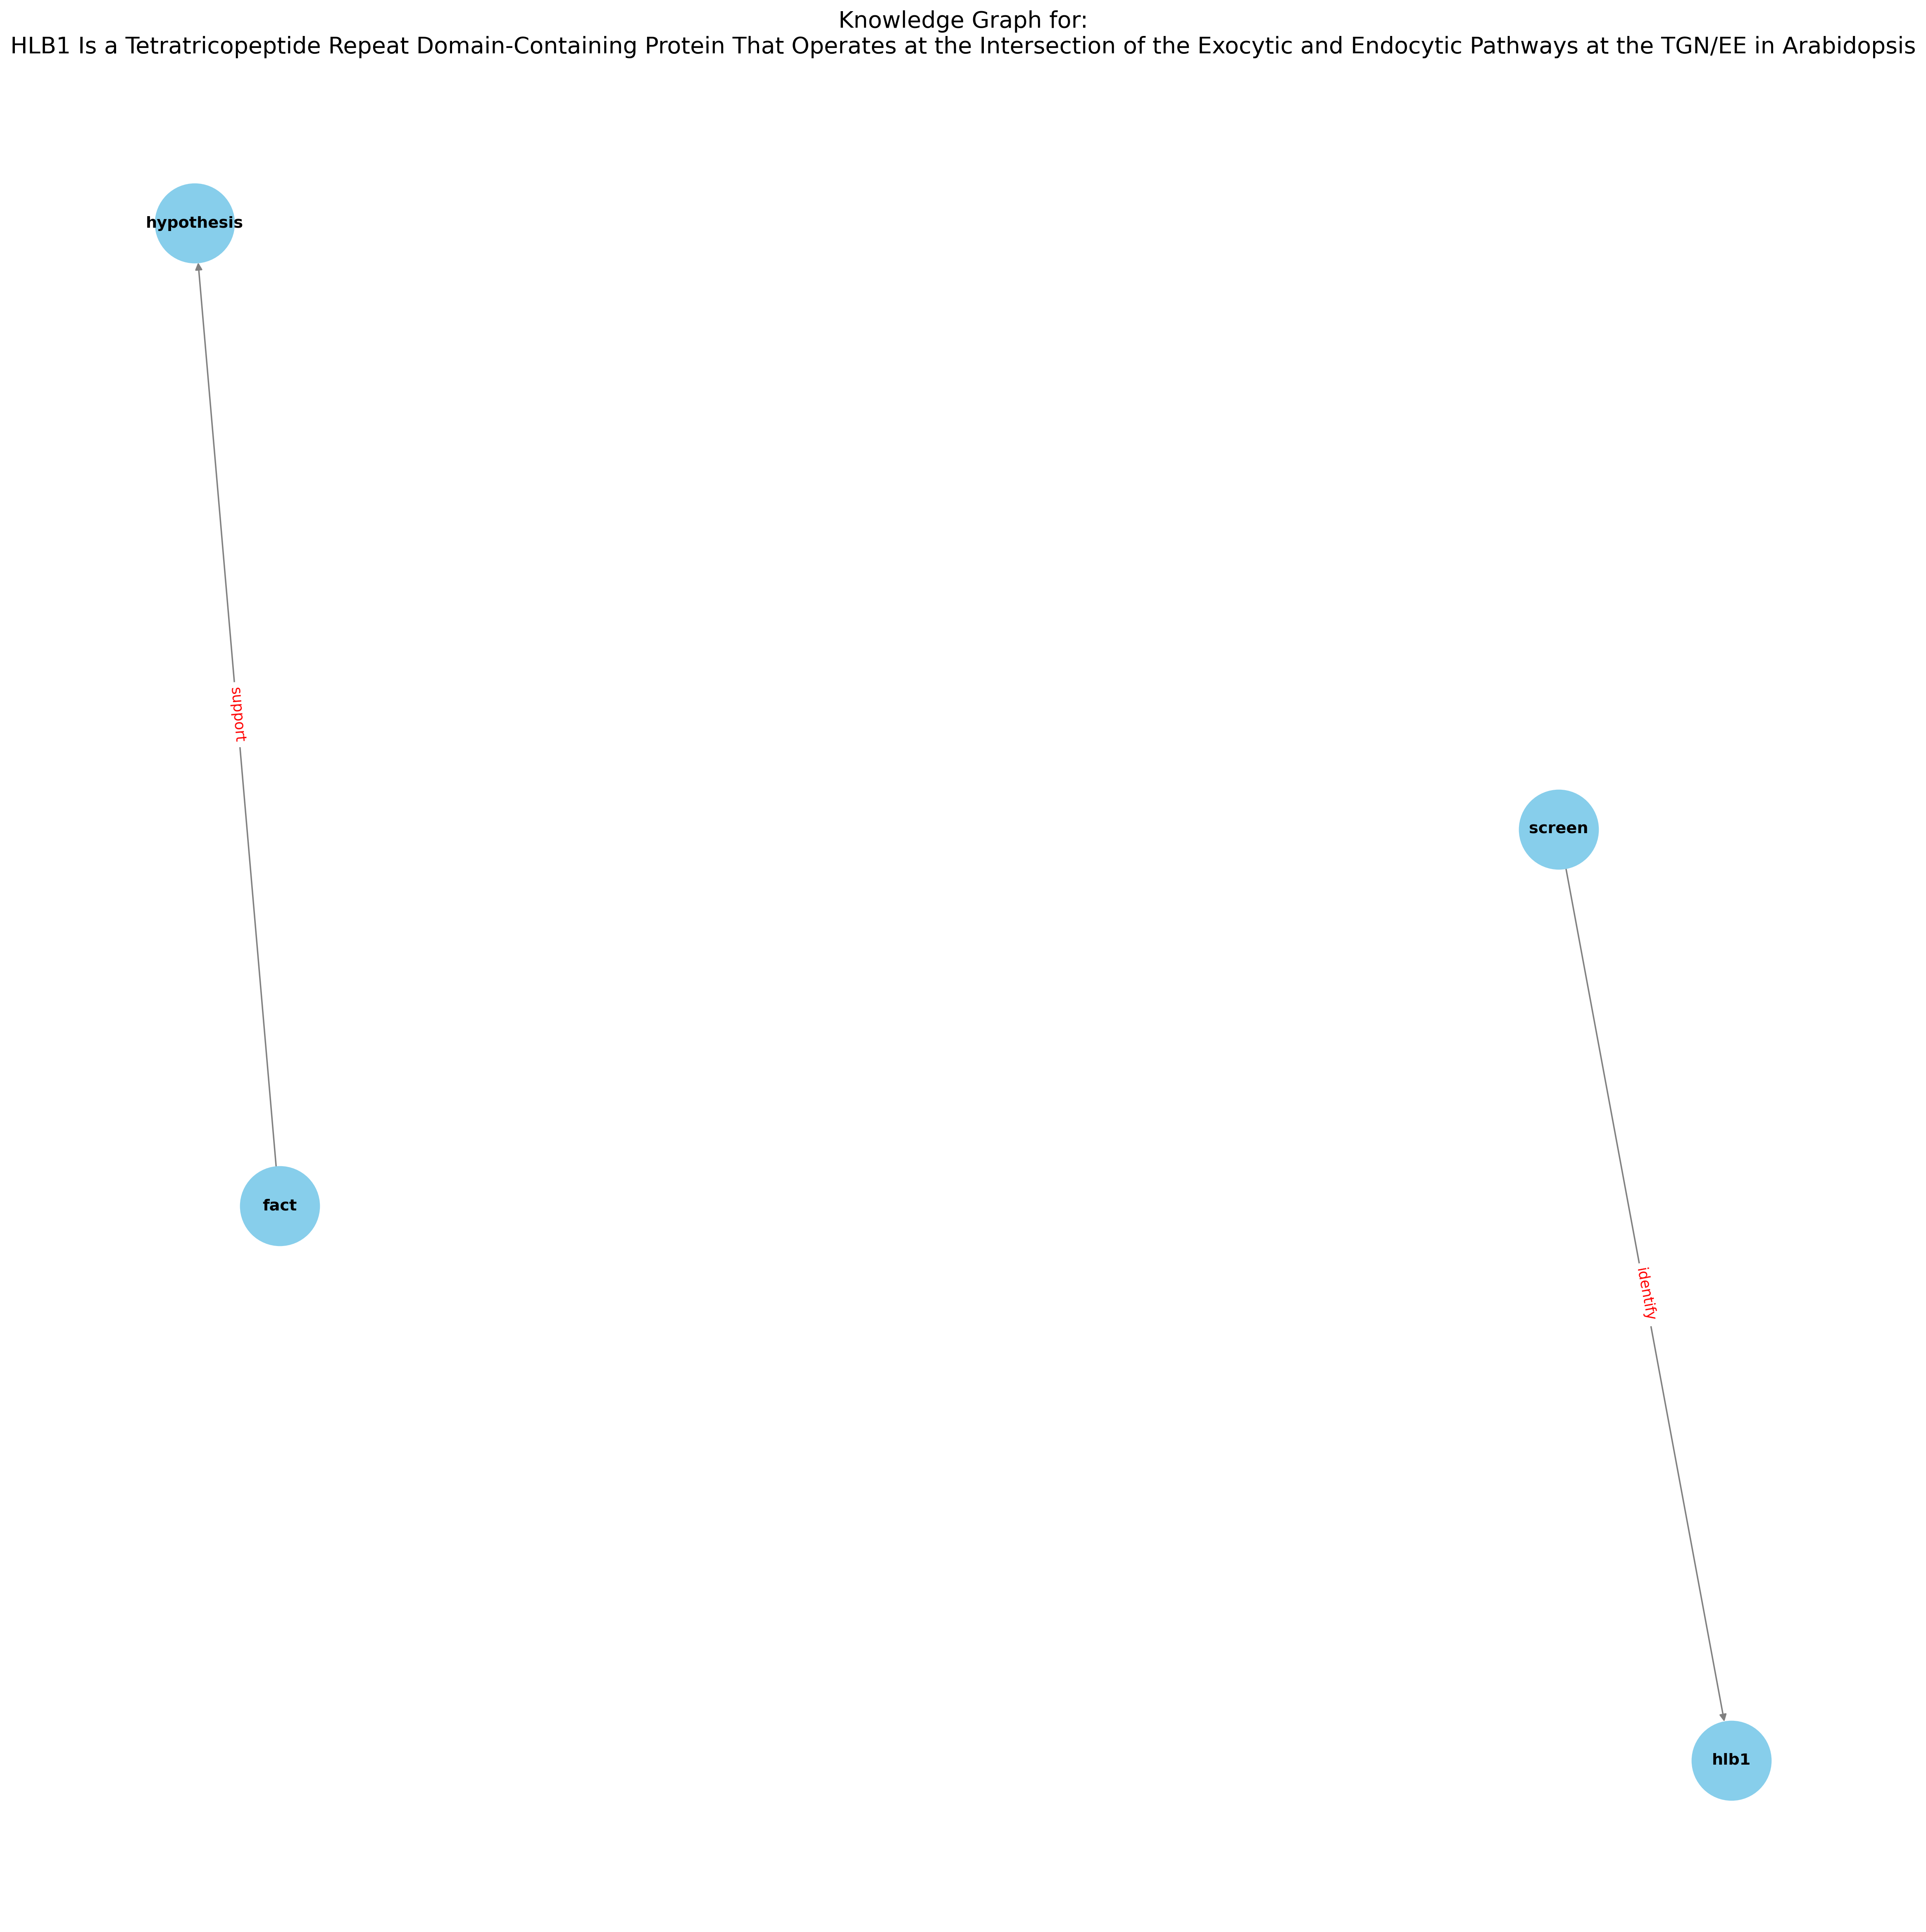 Knowledge Graph for:
HLB1 Is a Tetratricopeptide Repeat Domain-Containing Protein That Operates at the Intersection of the Exocytic and Endocytic Pathways at the TGN/EE in Arabidopsis
hypothesis
support
screen
fact
identify
hlb1